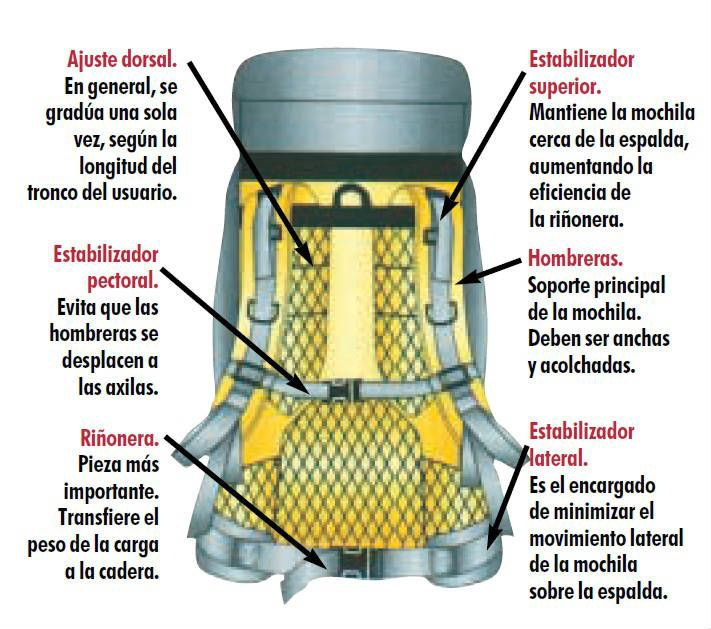 Ajuste dorsal.
En general, se
gradúa una sola
vez, según la
longitud del
tronco del usuario.
Estabilizador
pectoral.
Evita que las
hombreras se
desplacen a
las axilas.
Riñonera.
Pieza más
importante.
Transfiere el
peso de la carga
a la cadera.
Estabilizador
superior.
Mantiene la mochila
cerca de la espalda,
aumentando la
eficiencia de
la riñonera.
Hombreras.
Soporte principal
de la mochila.
Deben ser anchas
y acolchadas.
Estabilizador
lateral.
Es el encargado
de minimizar el
movimiento lateral
de la mochila
sobre la espalda.